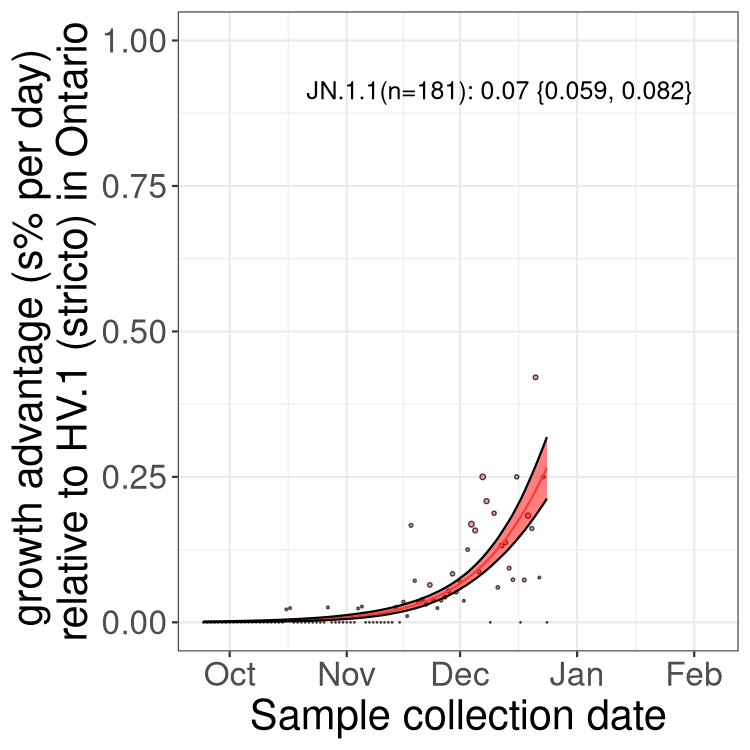 growth advantage (s% per day)
relative to HV.1 (stricto) in Ontario
1.00
JN.1.1(n=181): 0.07 {0.059, 0.082}
0.75
0.50
0.25
0.00
Oct Nov Dec Jan Feb
Sample collection date